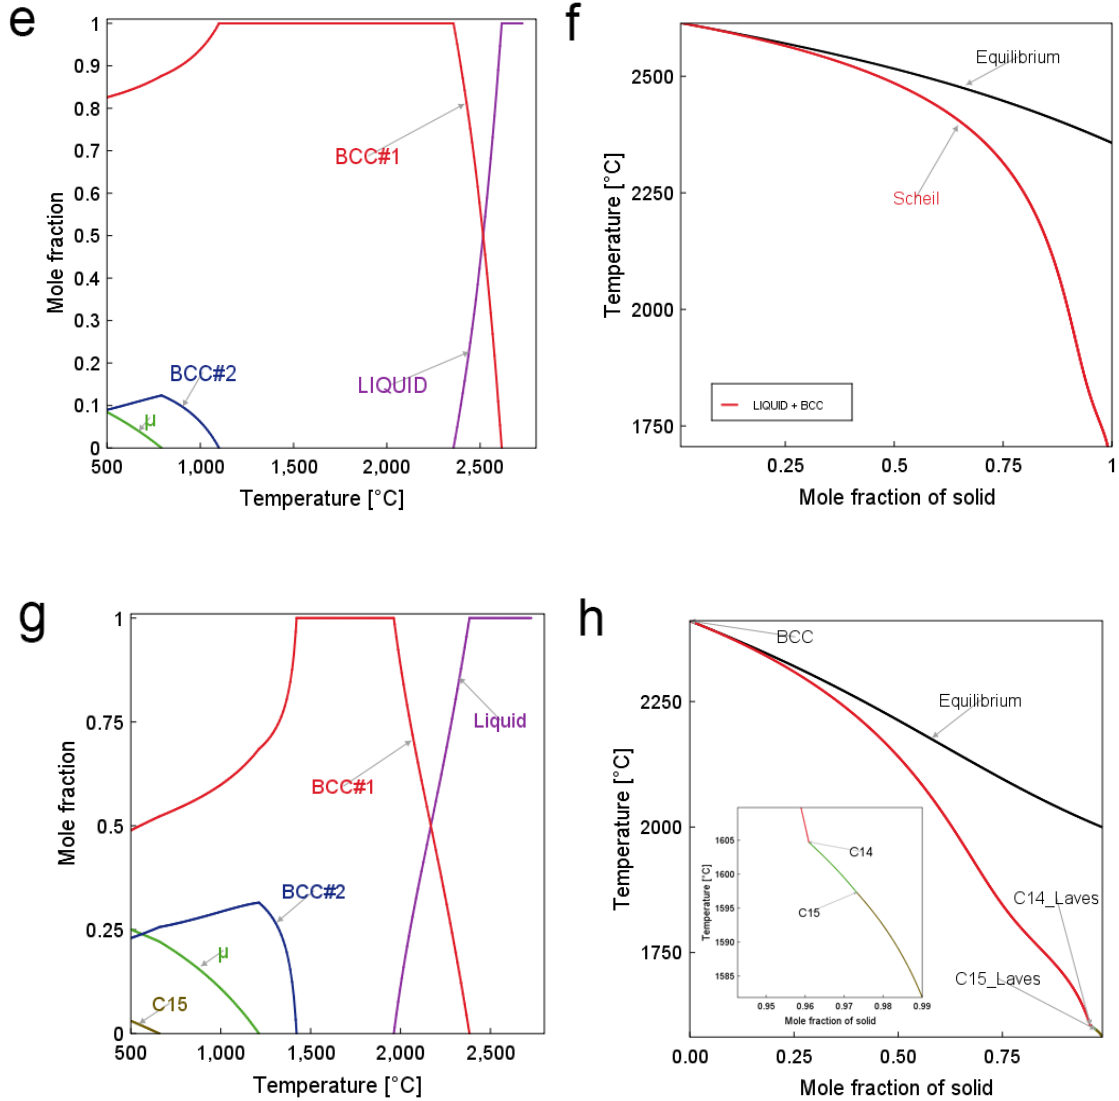 e
1
0.9
0.8
0.7
0.6
0.5
0.4
0.3
0.2
0.1
0
Mole fraction
BCC#1
BCC#2
LIQUID
μ
500 1,000 1,500 2,000 2,500
Temperature [°C]
f
2500
2250
2000
1750
Temperature [°C]
Equilibrium
Scheil
LIQUID + BCC
0.25 0.5 0.75 1
Mole fraction of solid
g
1
0.75
0.5
0.25
0
Mole fraction
Liquid
BCC#1
BCC#2
μ
C15
500 1,000 1,500 2,000 2,500
Temperature [°C]
h
2250
2000
1750
Temperature [°C]
BCC
Equilibrium
C14_Laves
C15_Laves
1605
1600
1595
1590
1585
Temperature [°C]
C14
C15
0.95 0.96 0.97 0.98 0.99
Mole fraction of solid
0.00 0.25 0.50 0.75
Mole fraction of solid